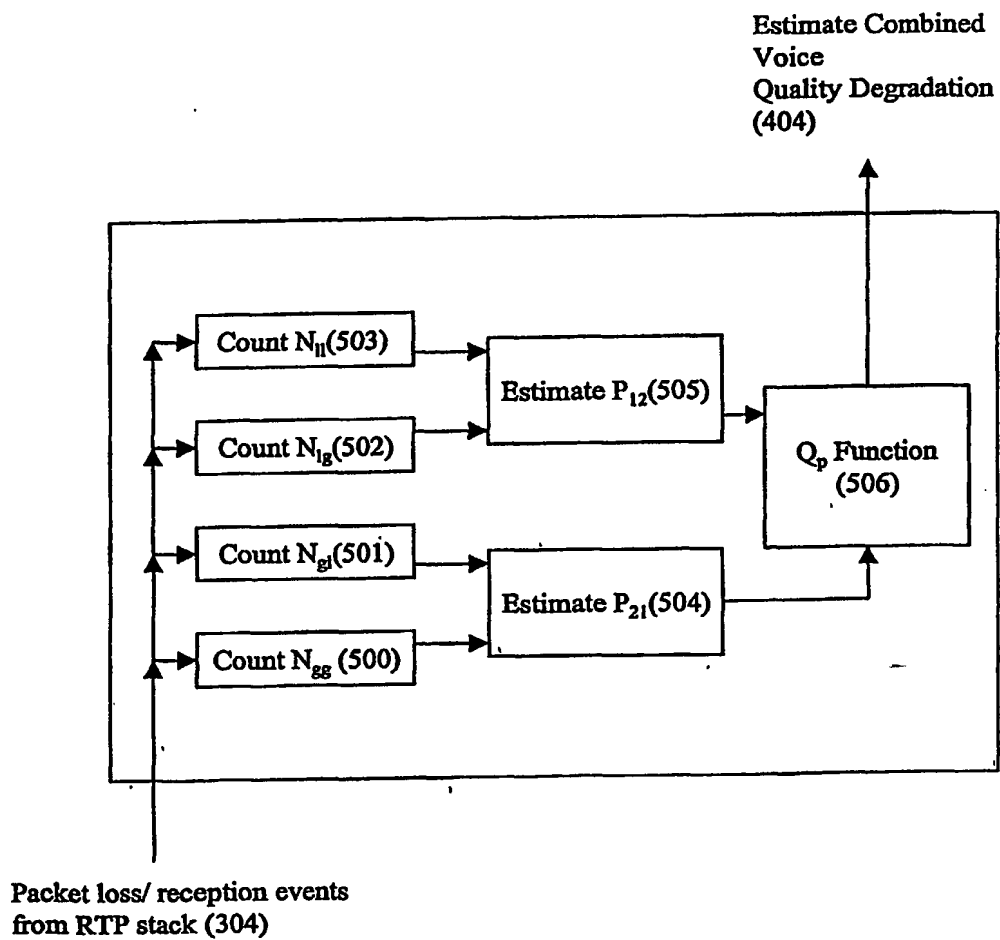 Estimate Combined
Voice
Quality Degradation
(404)
Count N_ll(503)
Estimate P_12(505)
Count N_lg(502)
Q_p Function
(506)
Count N_gl(501)
Estimate P_21(504)
Count N_gg (500)
Packet loss/ reception events
from RTP stack (304)